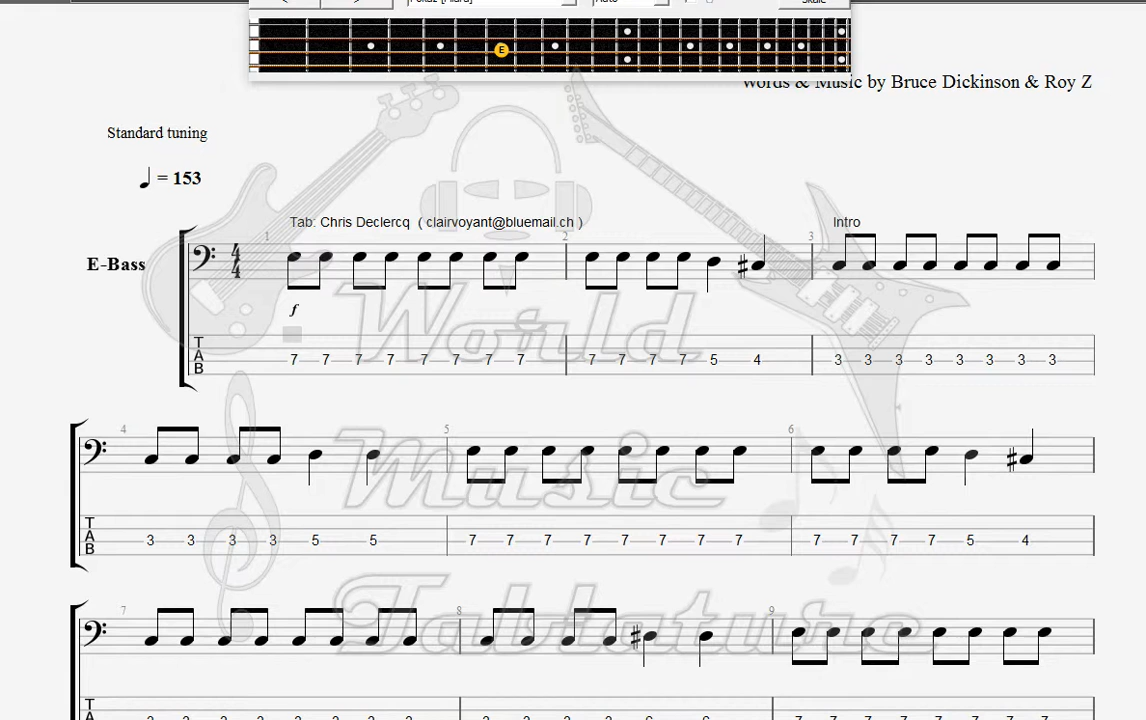 E
Words & Music by Bruce Dickinson & Roy Z
Standard tuning
= 153
Tab: Chris Declercq ( clairvoyant@bluemail.ch )
Intro
E-Bass
1
2
3
4
4
f
World
T
A
B
7 7 7 7 7 7 7 7 7 7 7 7 5 4 3 3 3 3 3 3 3 3
4
5
6
Music
T
A
B
3 3 3 3 5 5 7 7 7 7 7 7 7 7 7 7 7 7 5 4
7
8
9
Tablature
T